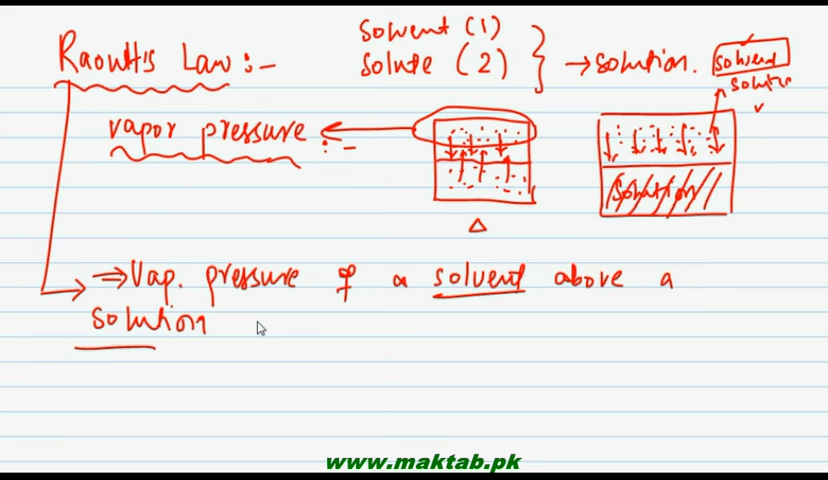 Raoult's Law :-
solvent (1)
solute (2)
→ solution.
solvent
solute
vapor pressure :-
solution
Δ
⇒ Vap. pressure of a solvent above a
solution
www.maktab.pk